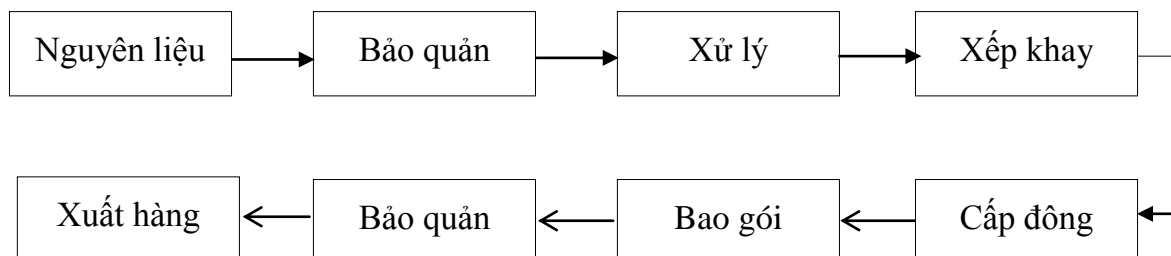 Nguyên liệu
Bảo quản
Xử lý
Xếp khay
Cấp đông
Bao gói
Bảo quản
Xuất hàng